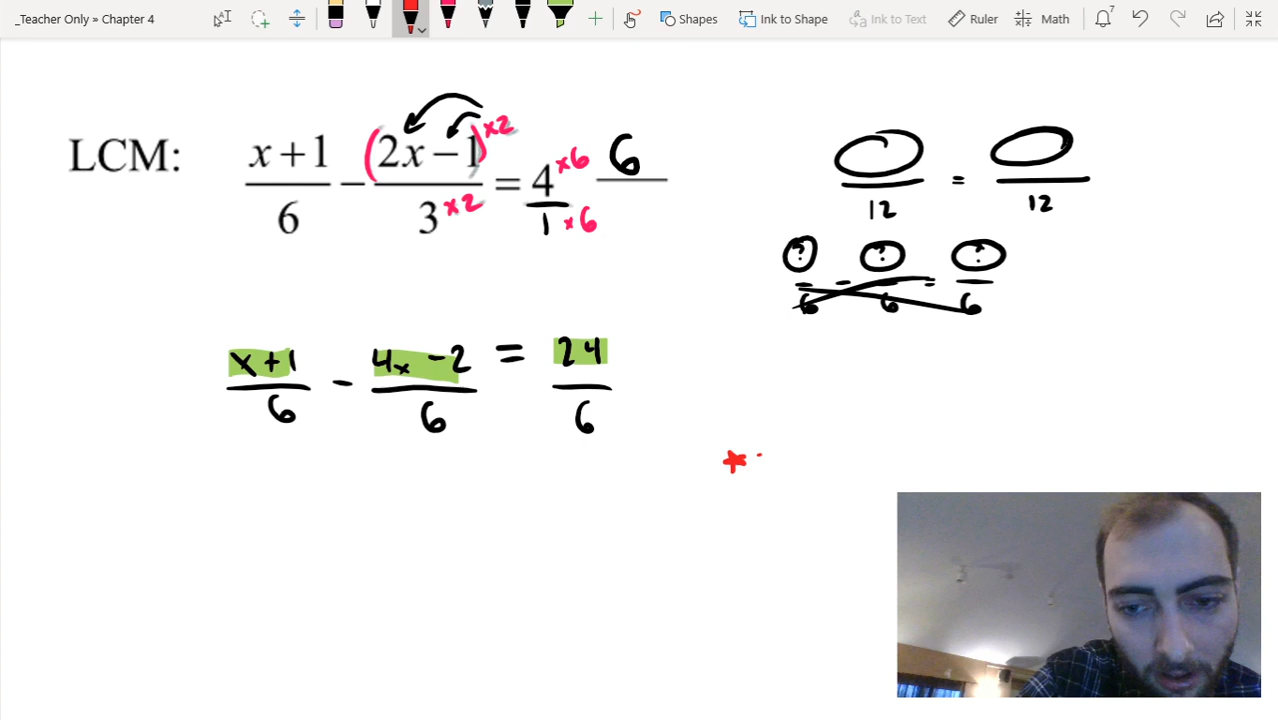 _Teacher Only » Chapter 4
Shapes
Ink to Shape
Ink to Text
Ruler
Math
7
LCM: (x + 1)/6 − (2x − 1)×2/3 ×2 = 4 ×6/1 ×6 6
/12 = /12
?/6 - ?/6 = ?/6
x+1/6 - 4x -2/6 = 24/6